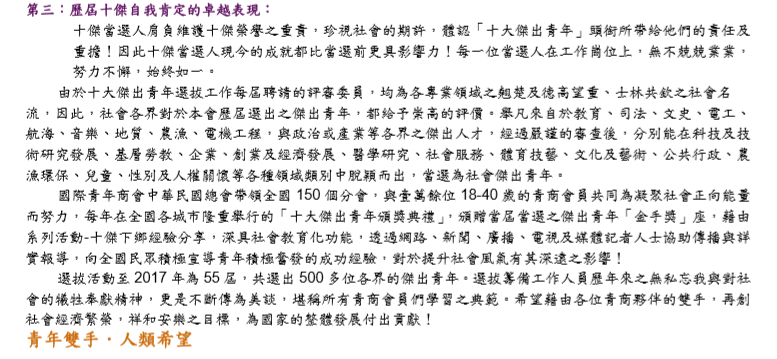 第三：歷屆十傑自我肯定的卓越表現：
十傑當選人肩負維護十傑榮譽之重責，珍視社會的期許，體認「十大傑出青年」頭銜所帶給他們的責任及
重擔！因此十傑當選人現今的成就都比當選前更具影響力！每一位當選人在工作崗位上，無不兢兢業業，
努力不懈，始終如一。
由於十大傑出青年選拔工作每屆聘請的評審委員，均為各專業領域之翹楚及德高望重、士林共欽之社會名
流，因此，社會各界對於本會歷屆選出之傑出青年，都給予崇高的評價。舉凡來自於教育、司法、文史、電工、
航海、音樂、地質、農漁、電機工程，與政治或產業等各界之傑出人才，經過嚴謹的審查後，分別能在科技及技
術研究發展、基層勞教、企業、創業及經濟發展、醫學研究、社會服務、體育技藝、文化及藝術、公共行政、農
漁環保、兒童、性別及人權關懷等各種領域類別中脫穎而出，當選為社會傑出青年。
國際青年商會中華民國總會帶領全國 150 個分會，與壹萬餘位 18-40 歲的青商會員共同為凝聚社會正向能量
而努力，每年在全國各城市隆重舉行的「十大傑出青年頒獎典禮」，頒贈當屆當選之傑出青年「金手獎」座，藉由
系列活動-十傑下鄉經驗分享，深具社會教育化功能，透過網路、新聞、廣播、電視及媒體記者人士協助傳播與詳
實報導，向全國民眾積極宣導青年積極奮發的成功經驗，對於提升社會風氣有其深遠之影響！
選拔活動至 2017 年為 55 屆，共選出 500 多位各界的傑出青年。選拔籌備工作人員歷年來之無私忘我與對社
會的犧牲奉獻精神，更是不斷傳為美談，堪稱所有青商會員們學習之典範。希望藉由各位青商夥伴的雙手，再創
社會經濟繁榮，祥和安樂之目標，為國家的整體發展付出貢獻！
青年雙手．人類希望